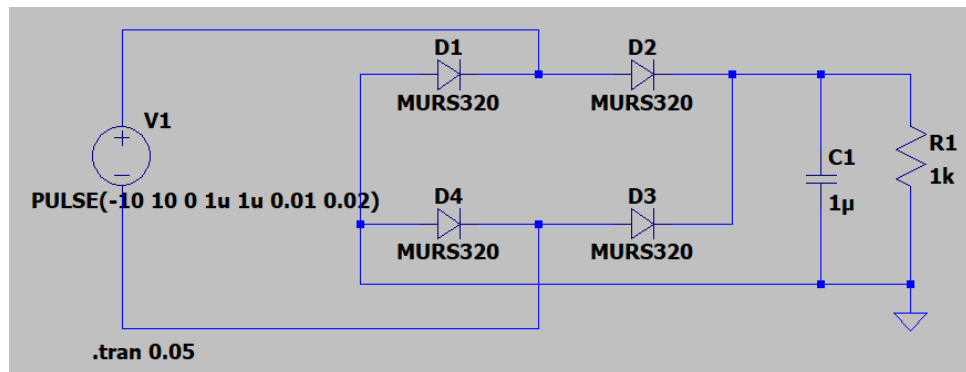 D1
D2
MURS320
MURS320
V1
+
−
PULSE(-10 10 0 1u 1u 0.01 0.02)
D4
D3
MURS320
MURS320
C1
1µ
R1
1k
.tran 0.05